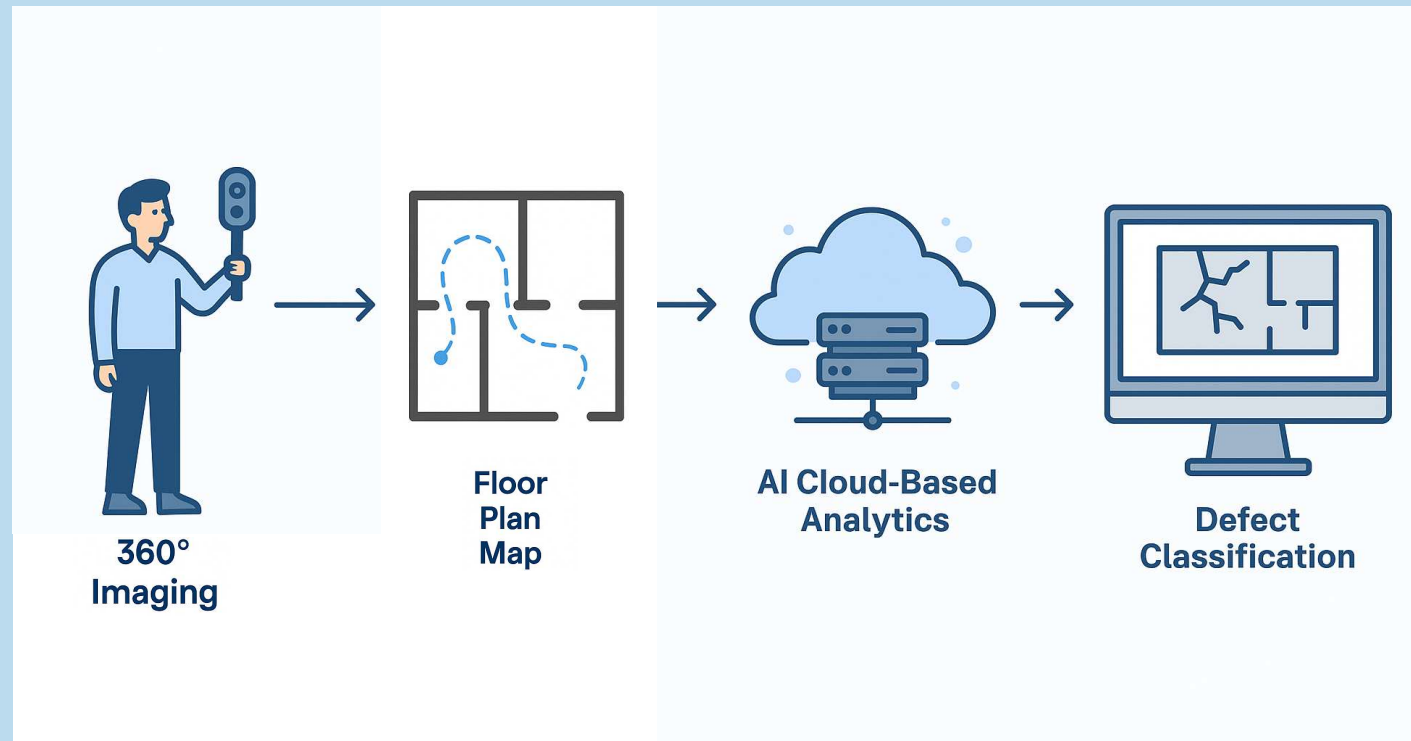 360°
Imaging
Floor
Plan
Map
AI Cloud-Based
Analytics
Defect
Classification